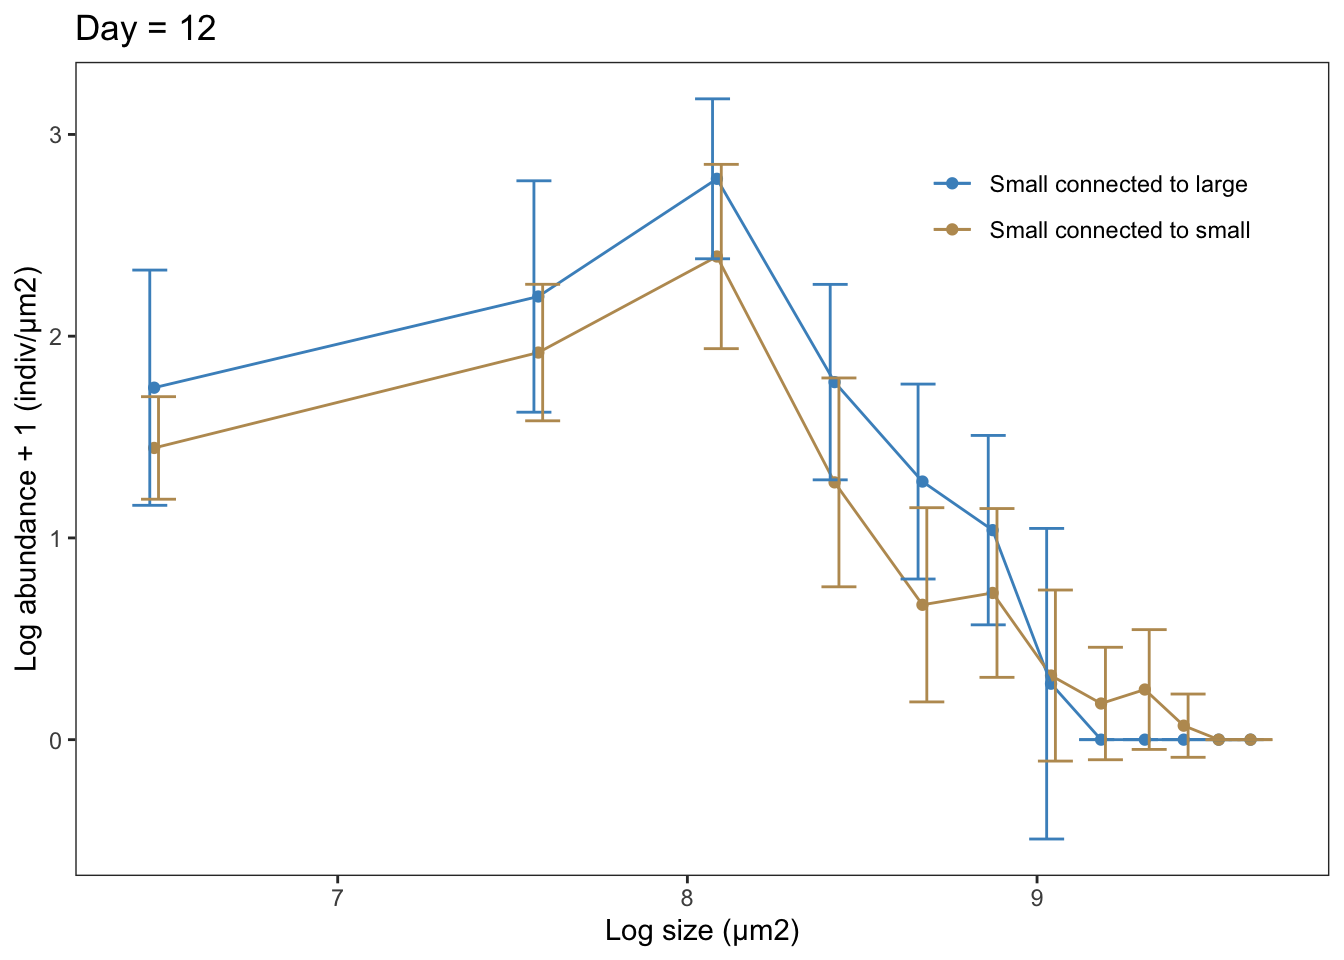 Day = 12
Log abundance + 1 (indiv/µm2)
3
2
1
0
Small connected to large
Small connected to small
7 8 9
Log size (µm2)